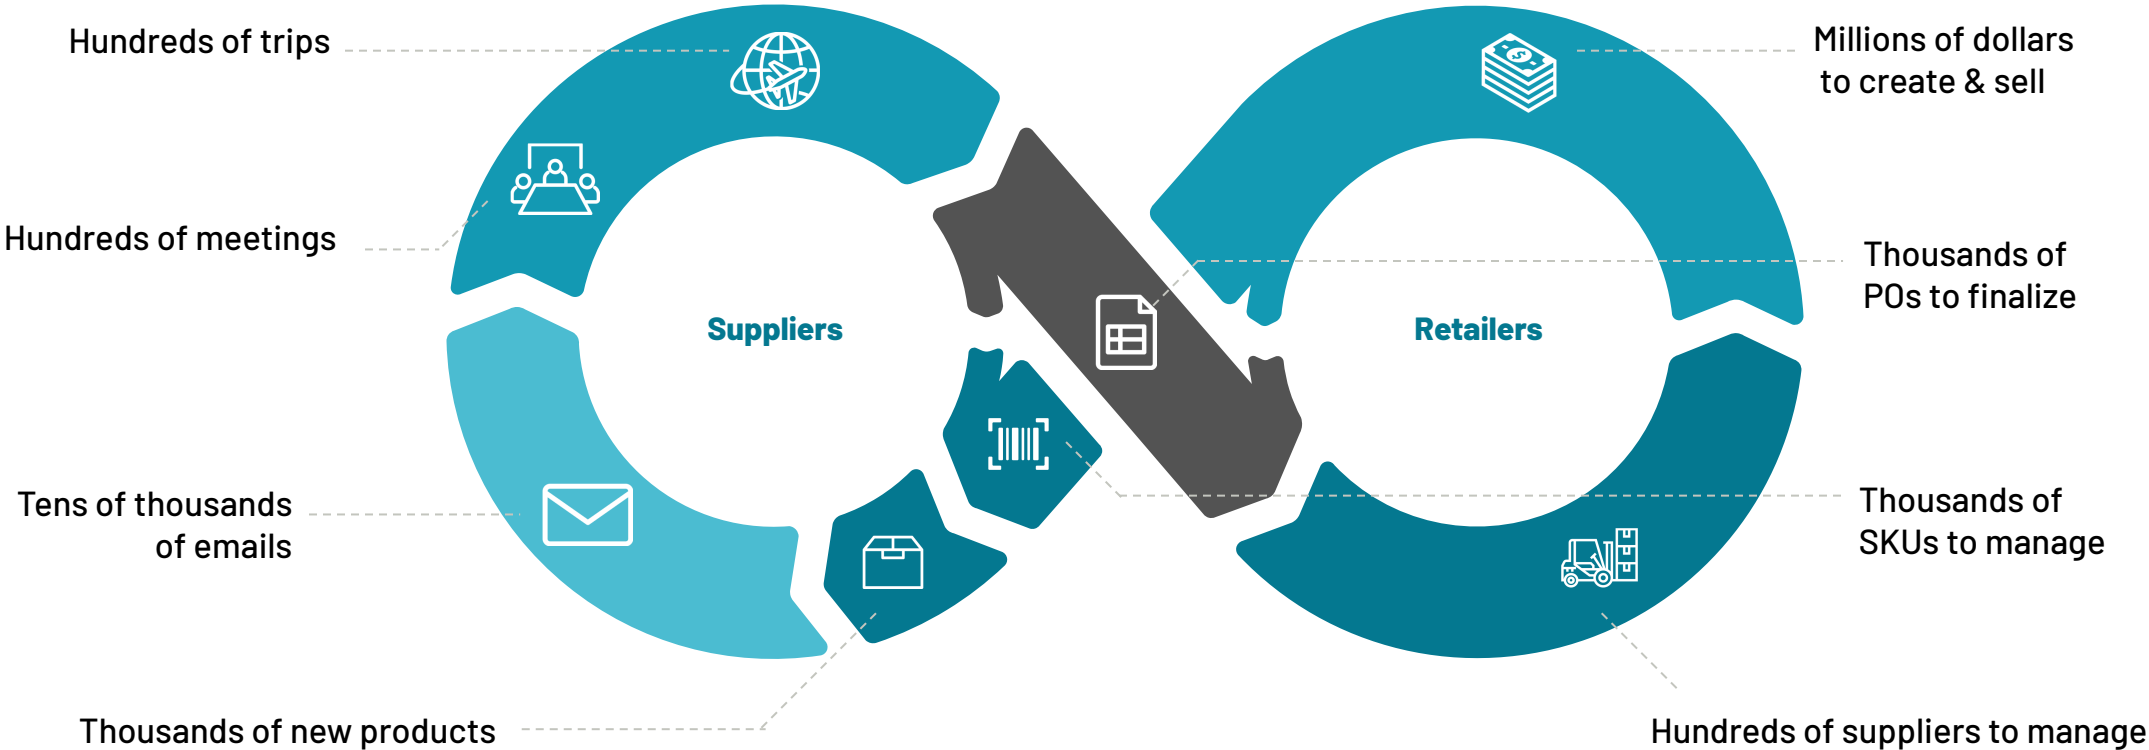 Hundreds of trips
Hundreds of meetings
Tens of thousands
of emails
Thousands of new products
Suppliers
Retailers
Millions of dollars
to create & sell
Thousands of
POs to finalize
Thousands of
SKUs to manage
Hundreds of suppliers to manage